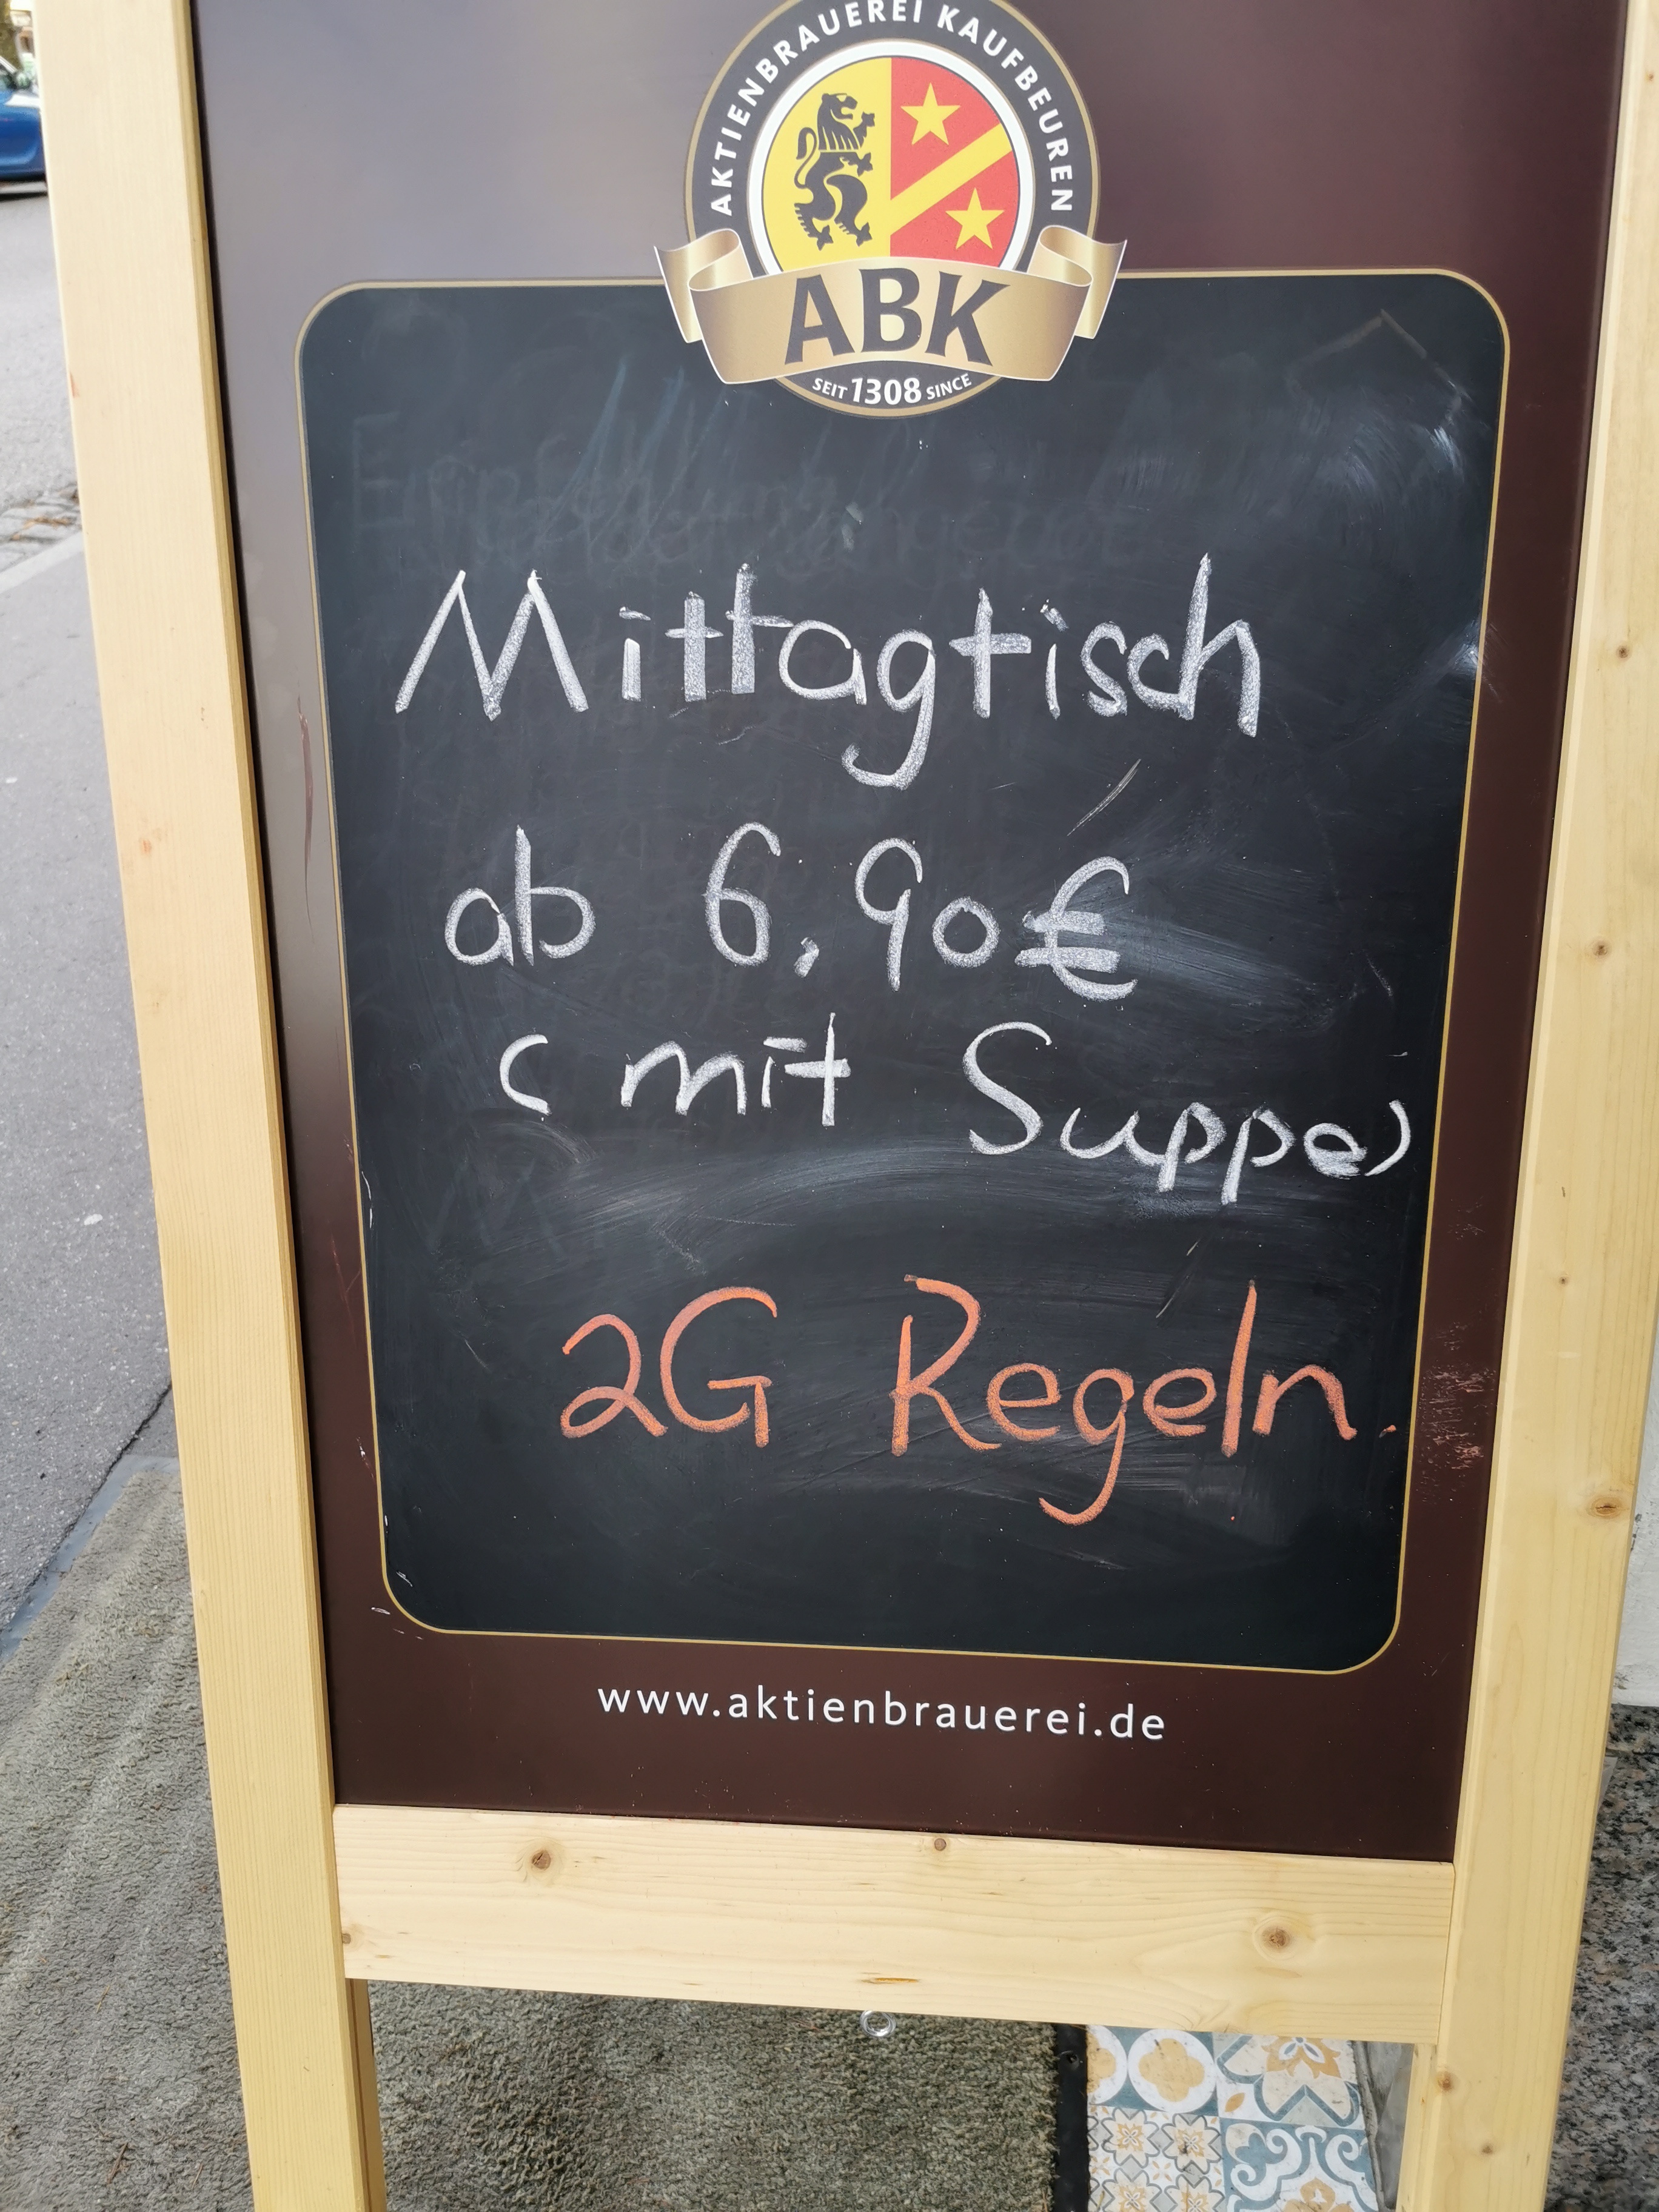 AKTIENBRAUEREI KAUFBEUREN
ABK
SEIT 1308 SINCE
Mittagtisch
ab 6,90€
(mit Suppe)
2G Regeln.
www.aktienbrauerei.de